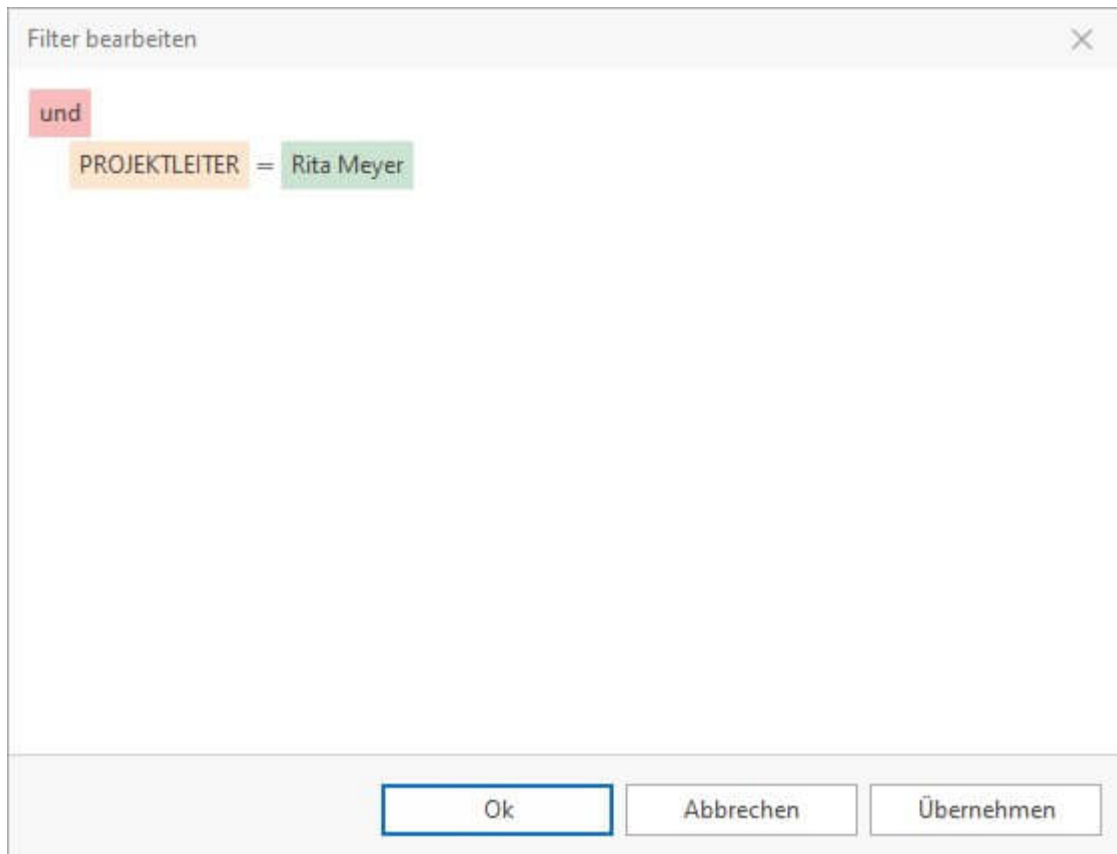 Filter bearbeiten
und
PROJEKTLEITER = Rita Meyer
Ok Abbrechen Übernehmen